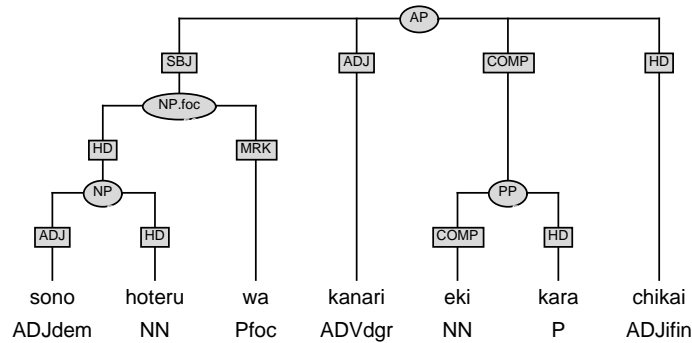 AP
SBJ ADJ COMP HD
NP.foc
HD MRK
NP PP
ADJ HD COMP HD
sono hoteru wa kanari eki kara chikai
ADJdem NN Pfoc ADVdgr NN P ADJifin